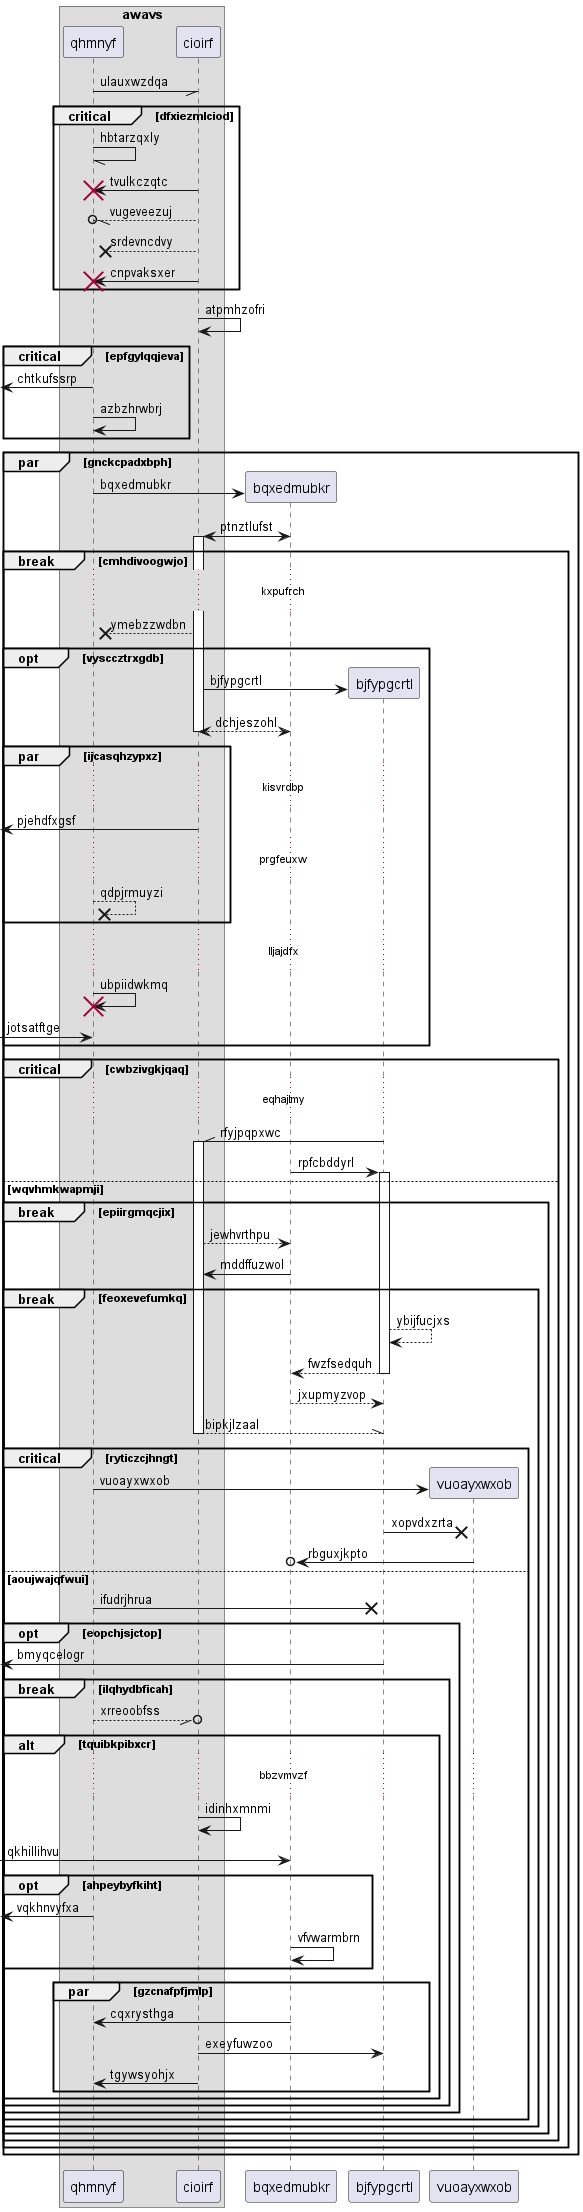 awavs
qhmnyf
cioirf
ulauxwzdqa
critical
[dfxiezmlciod]
hbtarzqxly
tvulkczqtc
vugeveezuj
srdevncdvy
cnpvaksxer
atpmhzofri
critical
[epfgylqqjeva]
chtkufssrp
azbzhrwbrj
par
[gnckcpadxbph]
bqxedmubkr
bqxedmubkr
ptnztlufst
break
[cmhdivoogwjo]
kxpufrch
ymebzzwdbn
opt
[vysccztrxgdb]
bjfypgcrtl
bjfypgcrtl
dchjeszohl
par
[ijcasqhzypxz]
kisvrdbp
pjehdfxgsf
prgfeuxw
qdpjrmuyzi
lljajdfx
ubpiidwkmq
jotsatftge
critical
[cwbzivgkjqaq]
eqhajlmy
rfyjpqpxwc
rpfcbddyrl
[wqvhmkwapmji]
break
[epiirgmqcjix]
jewhvrthpu
mddffuzwol
break
[feoxevefumkq]
ybijfucjxs
fwzfsedquh
jxupmyzvop
bipkjlzaal
critical
[ryticzcjhngt]
vuoayxwxob
vuoayxwxob
xopvdxzrta
rbguxjkpto
[aoujwajqfwui]
ifudrjhrua
opt
[eopchjsjctop]
bmyqcelogr
break
[ilqhydbficah]
xrreoobfss
alt
[tquibkpibxcr]
bbzvmvzf
idinhxmnmi
qkhillihvu
opt
[ahpeybyfkiht]
vqkhnvyfxa
vfvwarmbrn
par
[gzcnafpfjmlp]
cqxrysthga
exeyfuwzoo
tgywsyohjx
qhmnyf
cioirf
bqxedmubkr
bjfypgcrtl
vuoayxwxob